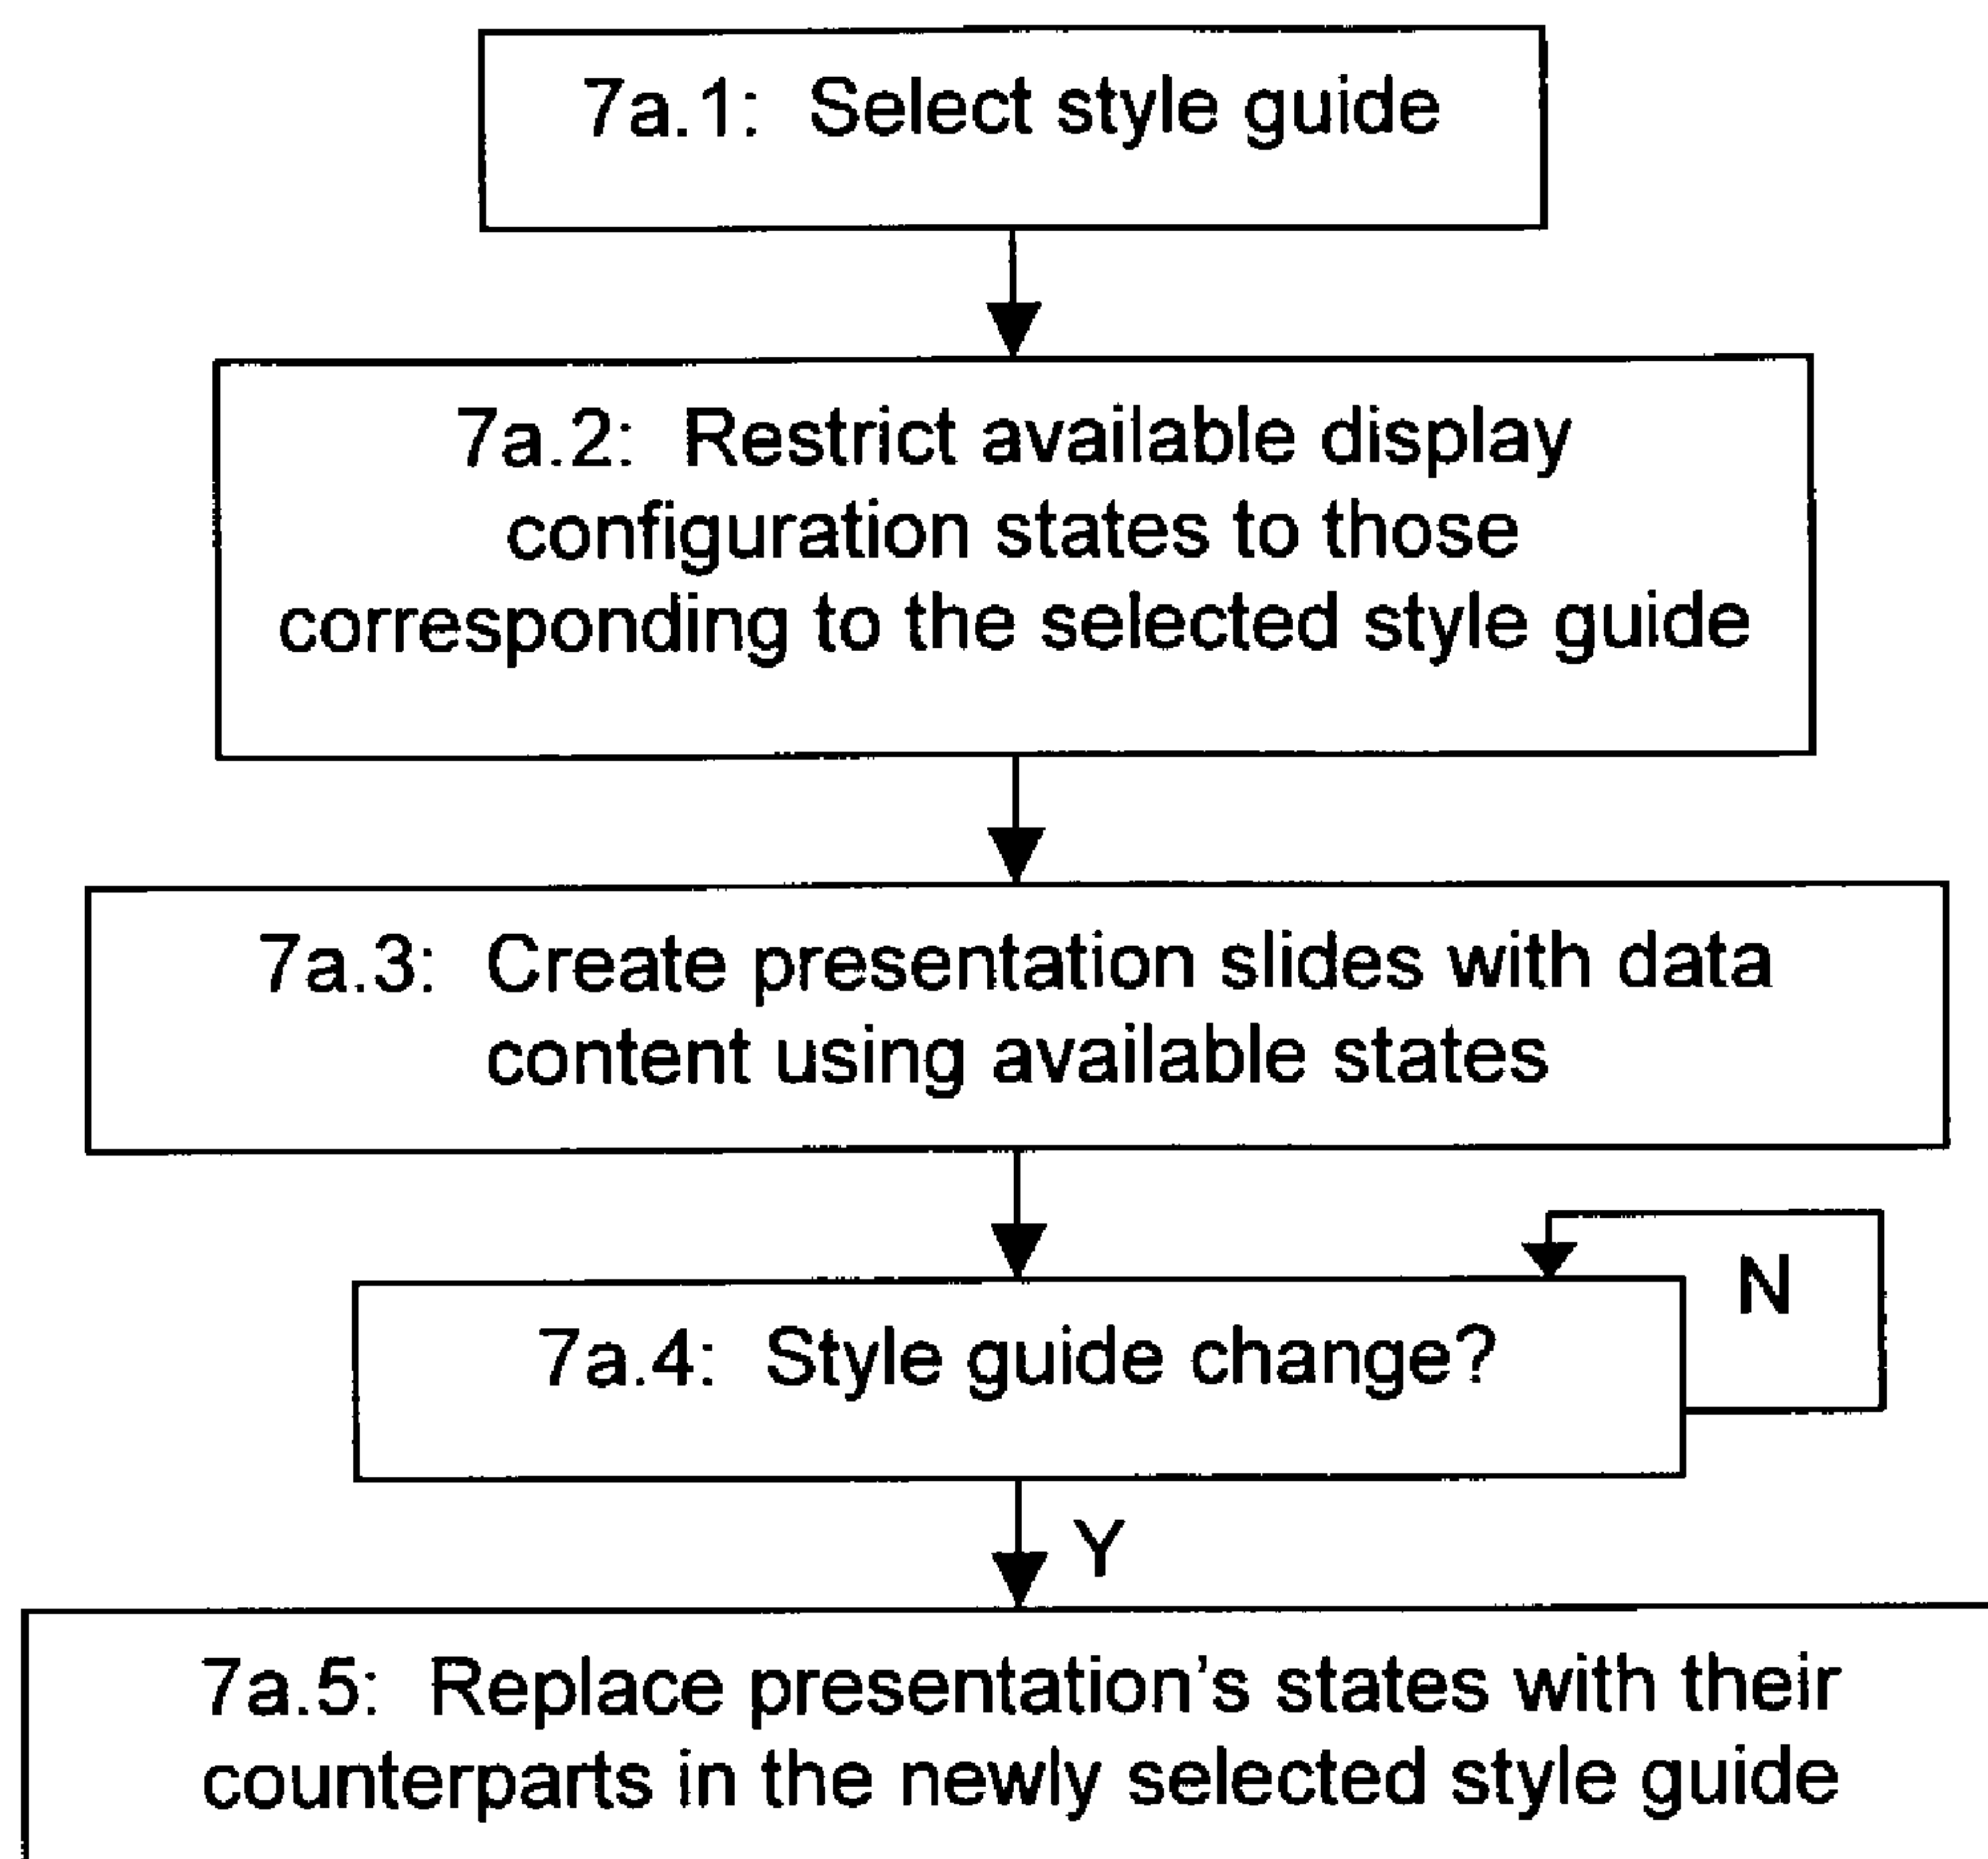 7a.1: Select style guide
7a.2: Restrict available display
configuration states to those
corresponding to the selected style guide
7a.3: Create presentation slides with data
content using available states
N
7a.4: Style guide change?
Y
7a.5: Replace presentation's states with their
counterparts in the newly selected style guide